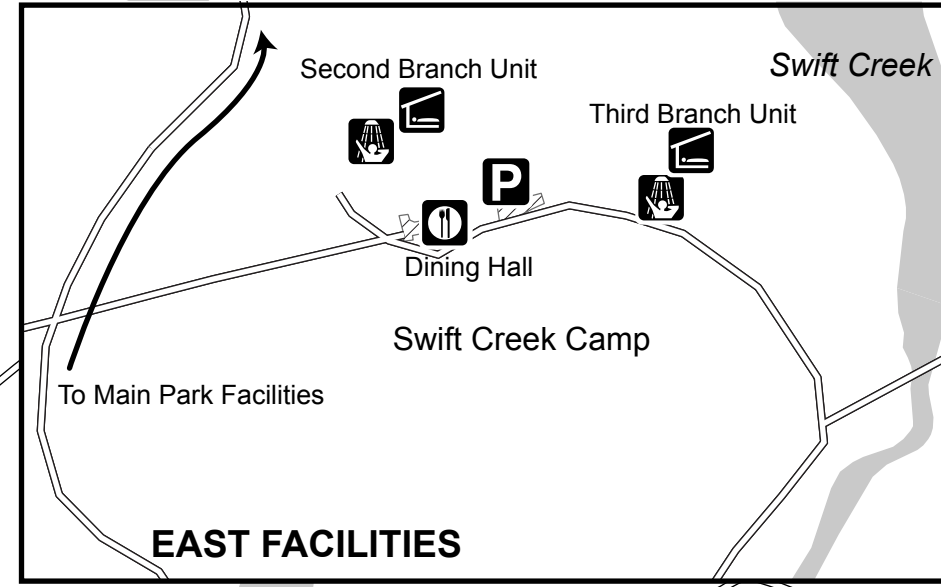 Swift Creek
Second Branch Unit
Third Branch Unit
P
Dining Hall
Swift Creek Camp
To Main Park Facilities
EAST FACILITIES